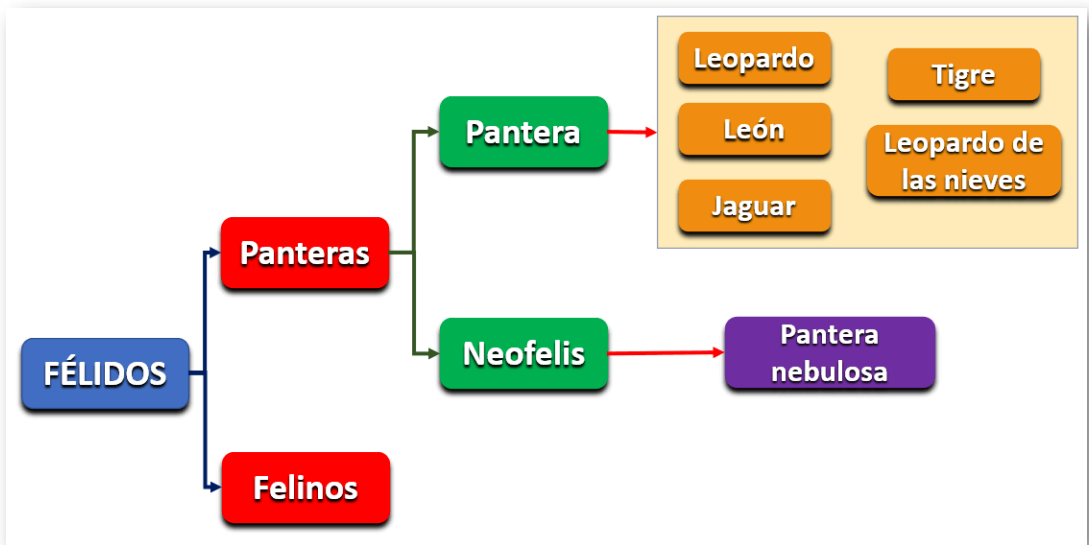 FÉLIDOS
Panteras
Felinos
Pantera
Neofelis
Leopardo
León
Jaguar
Tigre
Leopardo de
las nieves
Pantera
nebulosa